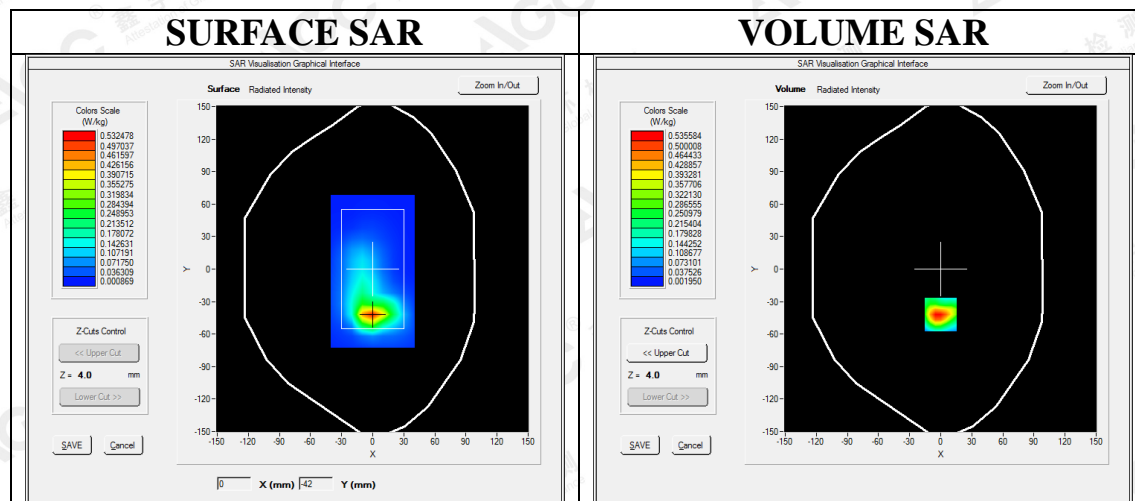 SURFACE SAR
SAR Visualisation Graphical Interface
Surface Radiated Intensity
Zoom In/Out
Colors Scale
(W/kg)
0.532478
0.497037
0.461597
0.426156
0.390715
0.355275
0.319834
0.284394
0.248953
0.213512
0.178072
0.142631
0.107191
0.071750
0.036309
0.000869
Z-Cuts Control
<< Upper Cut
Z = 4.0 mm
Lower Cut >>
SAVE Cancel
150
120
90
60
30
0
-30
-60
-90
-120
-150
Y
-150 -120 -90 -60 -30 0 30 60 90 120 150
X
0 X (mm) -42 Y (mm)
VOLUME SAR
SAR Visualisation Graphical Interface
Volume Radiated Intensity
Zoom In/Out
Colors Scale
(W/kg)
0.535584
0.500008
0.464433
0.428857
0.393281
0.357706
0.322130
0.286555
0.250979
0.215404
0.179828
0.144252
0.108677
0.073101
0.037526
0.001950
Z-Cuts Control
<< Upper Cut
Z = 4.0 mm
Lower Cut >>
SAVE Cancel
150
120
90
60
30
0
-30
-60
-90
-120
-150
Y
-150 -120 -90 -60 -30 0 30 60 90 120 150
X